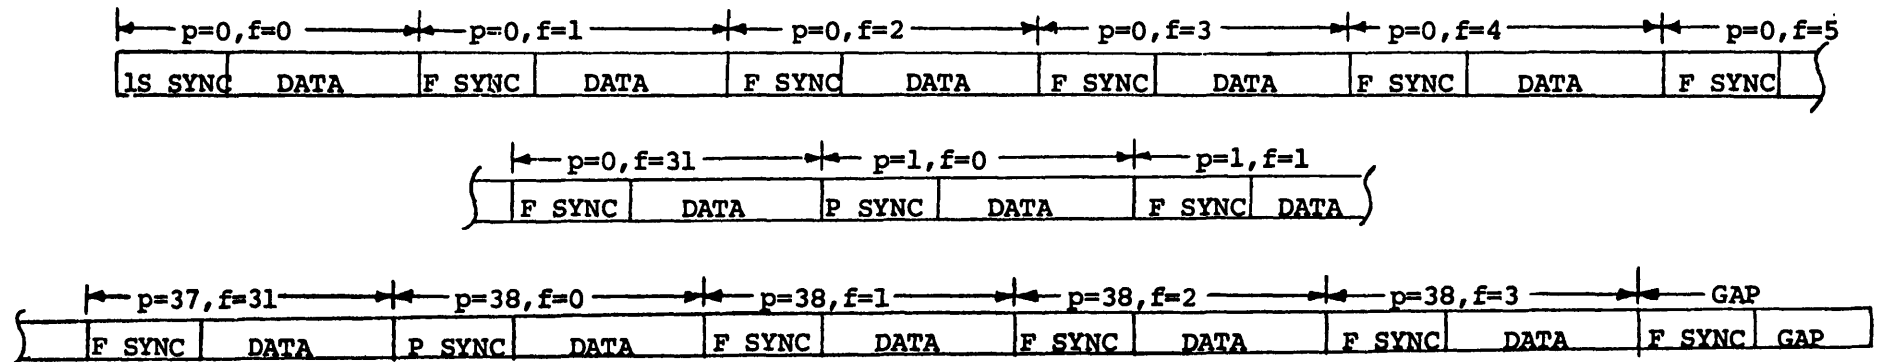 p=0,f=0 p=0,f=1 p=0,f=2 p=0,f=3 p=0,f=4 p=0,f=5
1S SYNC DATA F SYNC DATA F SYNC DATA F SYNC DATA F SYNC DATA F SYNC
p=0,f=31 p=1,f=0 p=1,f=1
F SYNC DATA P SYNC DATA F SYNC DATA
p=37,f=31 p=38,f=0 p=38,f=1 p=38,f=2 p=38,f=3 GAP
F SYNC DATA P SYNC DATA F SYNC DATA F SYNC DATA F SYNC DATA F SYNC GAP